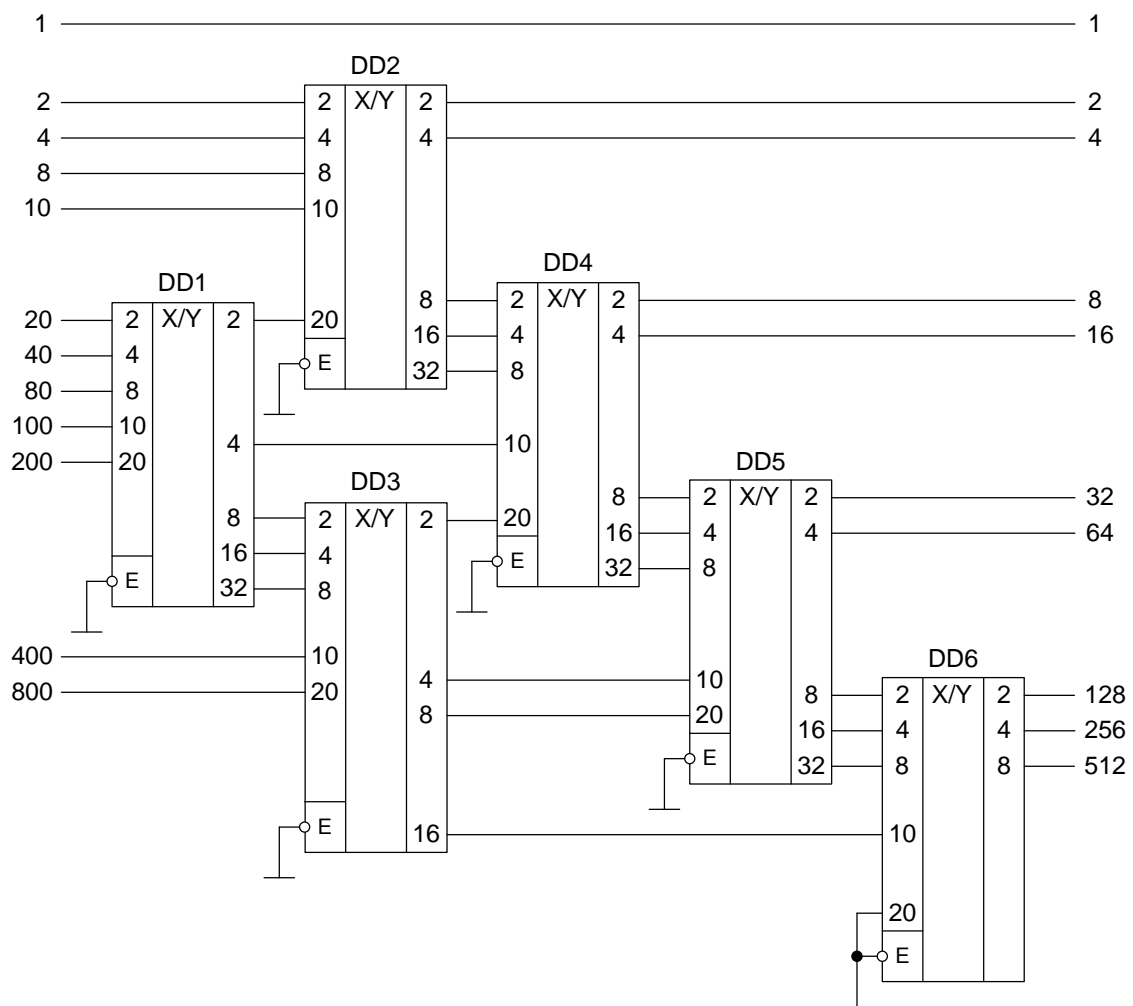 1 1
DD2
2 2 X/Y 2 2
4 4 4 4
8 8
10 10
DD4
DD1 8 2 X/Y 2 8
20 2 X/Y 2 20 16 4 4 16
40 4 E 32 8
80 8
100 10 4 10
200 20
DD3 DD5
8 2 X/Y 2 20 8 2 X/Y 2 32
16 4 16 4 4 64
E 32 8 E 32 8
400 10 DD6
800 20 4 10 8 2 X/Y 2 128
8 20 16 4 4 256
E 32 8 8 512
E 16 10
20
E